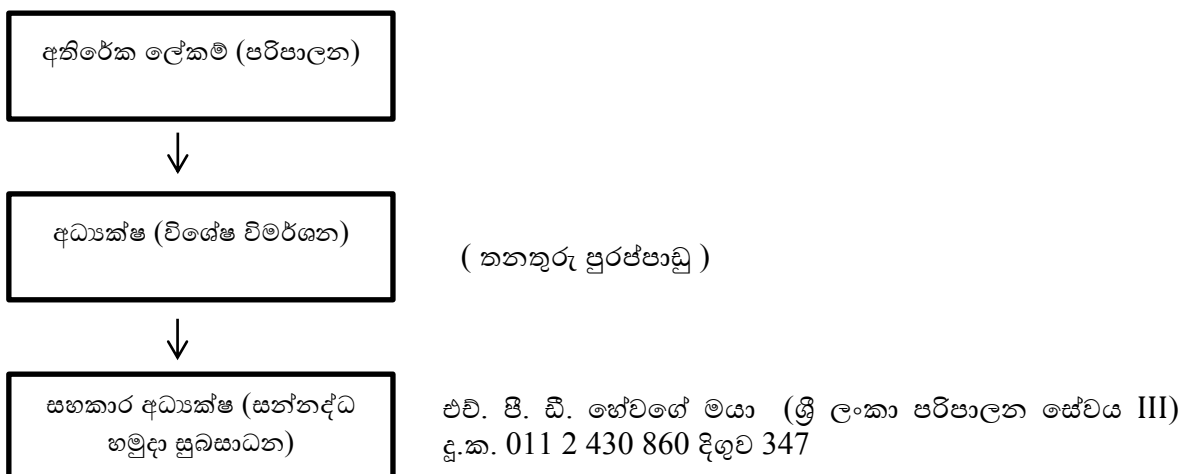 අතිරේක ලේකම් (පරිපාලන)
අධ්‍යක්ෂ (විශේෂ විමර්ශන)
( තනතුරු පුරප්පාඩු )
සහකාර අධ්‍යක්ෂ (සන්නද්ධ
හමුදා සුබසාධන)
එච්. පී. ඩී. හේවගේ මයා (ශ්‍රී ලංකා පරිපාලන සේවය III)
දූ.ක. 011 2 430 860 දිගුව 347